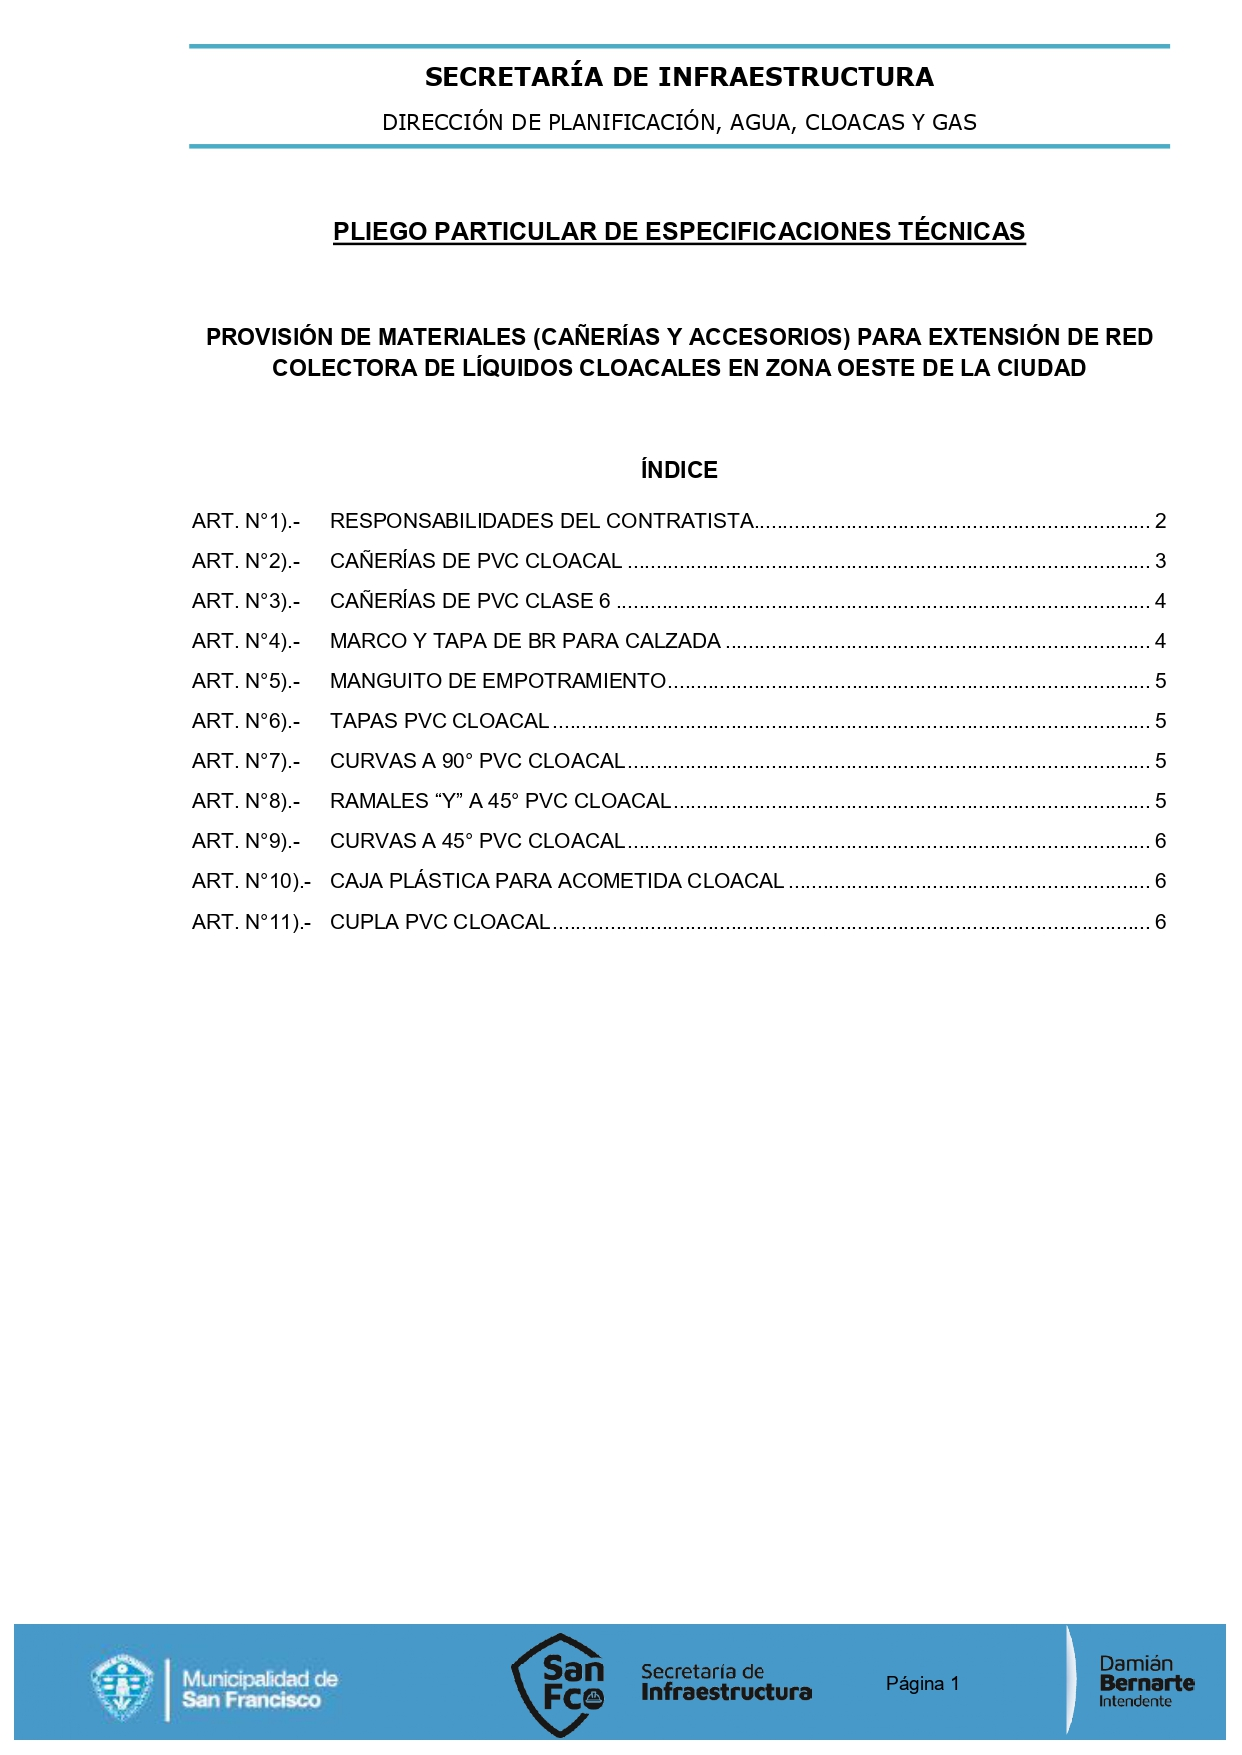 SECRETARÍA DE INFRAESTRUCTURA
DIRECCIÓN DE PLANIFICACIÓN, AGUA, CLOACAS Y GAS
PLIEGO PARTICULAR DE ESPECIFICACIONES TÉCNICAS
PROVISIÓN DE MATERIALES (CAÑERÍAS Y ACCESORIOS) PARA EXTENSIÓN DE RED
COLECTORA DE LÍQUIDOS CLOACALES EN ZONA OESTE DE LA CIUDAD
ÍNDICE
ART. N°1).- RESPONSABILIDADES DEL CONTRATISTA 2
ART. N°2).- CAÑERÍAS DE PVC CLOACAL 3
ART. N°3).- CAÑERÍAS DE PVC CLASE 6 4
ART. N°4).- MARCO Y TAPA DE BR PARA CALZADA 4
ART. N°5).- MANGUITO DE EMPOTRAMIENTO 5
ART. N°6).- TAPAS PVC CLOACAL 5
ART. N°7).- CURVAS A 90° PVC CLOACAL 5
ART. N°8).- RAMALES “Y” A 45° PVC CLOACAL 5
ART. N°9).- CURVAS A 45° PVC CLOACAL 6
ART. N°10).- CAJA PLÁSTICA PARA ACOMETIDA CLOACAL 6
ART. N°11).- CUPLA PVC CLOACAL 6
Municipalidad de
San Francisco
San
Fco
Secretaría de
Infraestructura
Página 1
Damián
Bernarte
Intendente